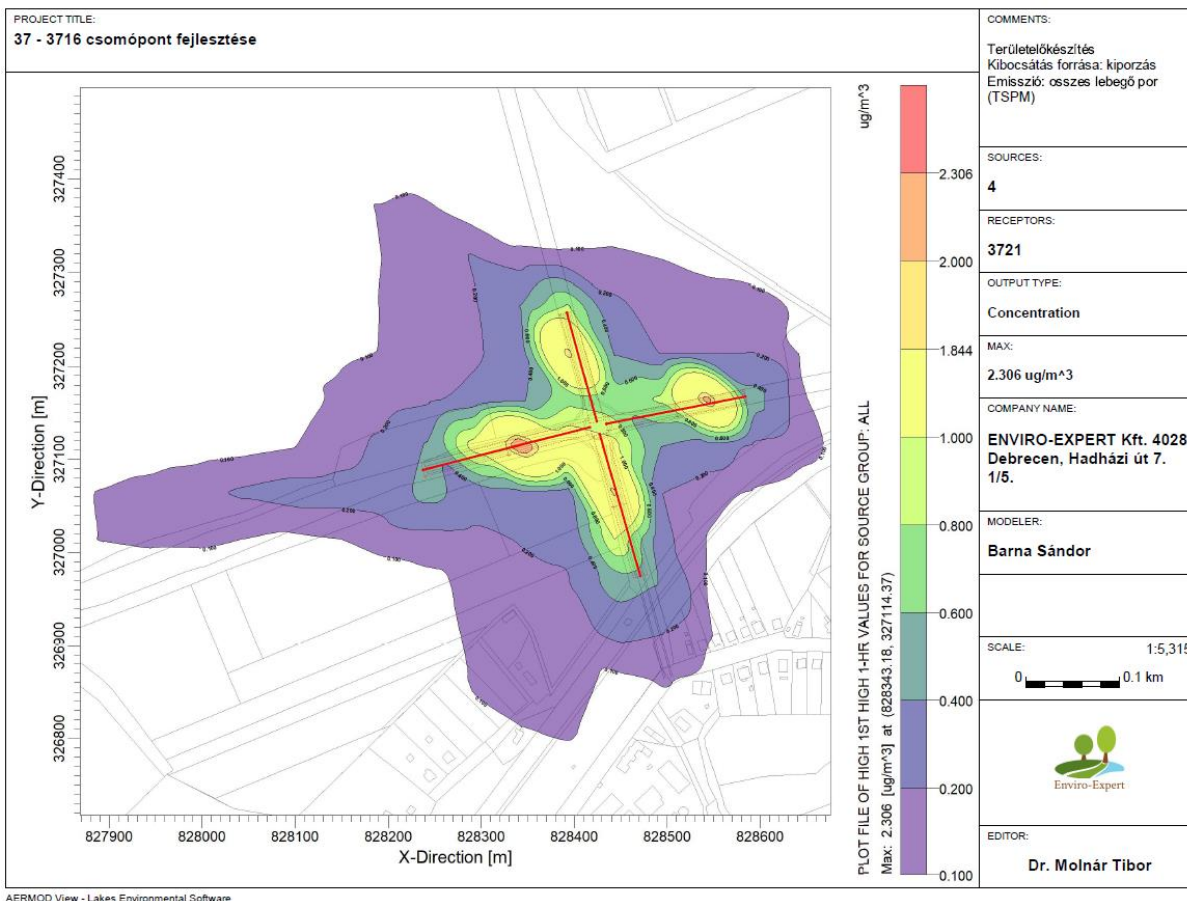 PROJECT TITLE:
37 - 3716 csomópont fejlesztése
COMMENTS:
Területelőkészítés
Kibocsátás forrása: kiporzás
Emisszió: osszes lebegő por
(TSPM)
SOURCES:
4
RECEPTORS:
3721
OUTPUT TYPE:
Concentration
MAX:
2.306 ug/m^3
COMPANY NAME:
ENVIRO-EXPERT Kft. 4028
Debrecen, Hadházi út 7.
1/5.
MODELER:
Barna Sándor
SCALE:
1:5,315
0
0.1 km
Enviro-Expert
EDITOR:
Dr. Molnár Tibor
Y-Direction [m]
327400
327300
327200
327100
327000
326900
326800
827900
828000
828100
828200
828300
828400
828500
828600
X-Direction [m]
PLOT FILE OF HIGH 1ST HIGH 1-HR VALUES FOR SOURCE GROUP: ALL
Max: 2.306 [ug/m^3] at (828343.18, 327114.37)
ug/m^3
2.306
2.000
1.844
1.000
0.800
0.600
0.400
0.200
0.100
AERMOD View - Lakes Environmental Software